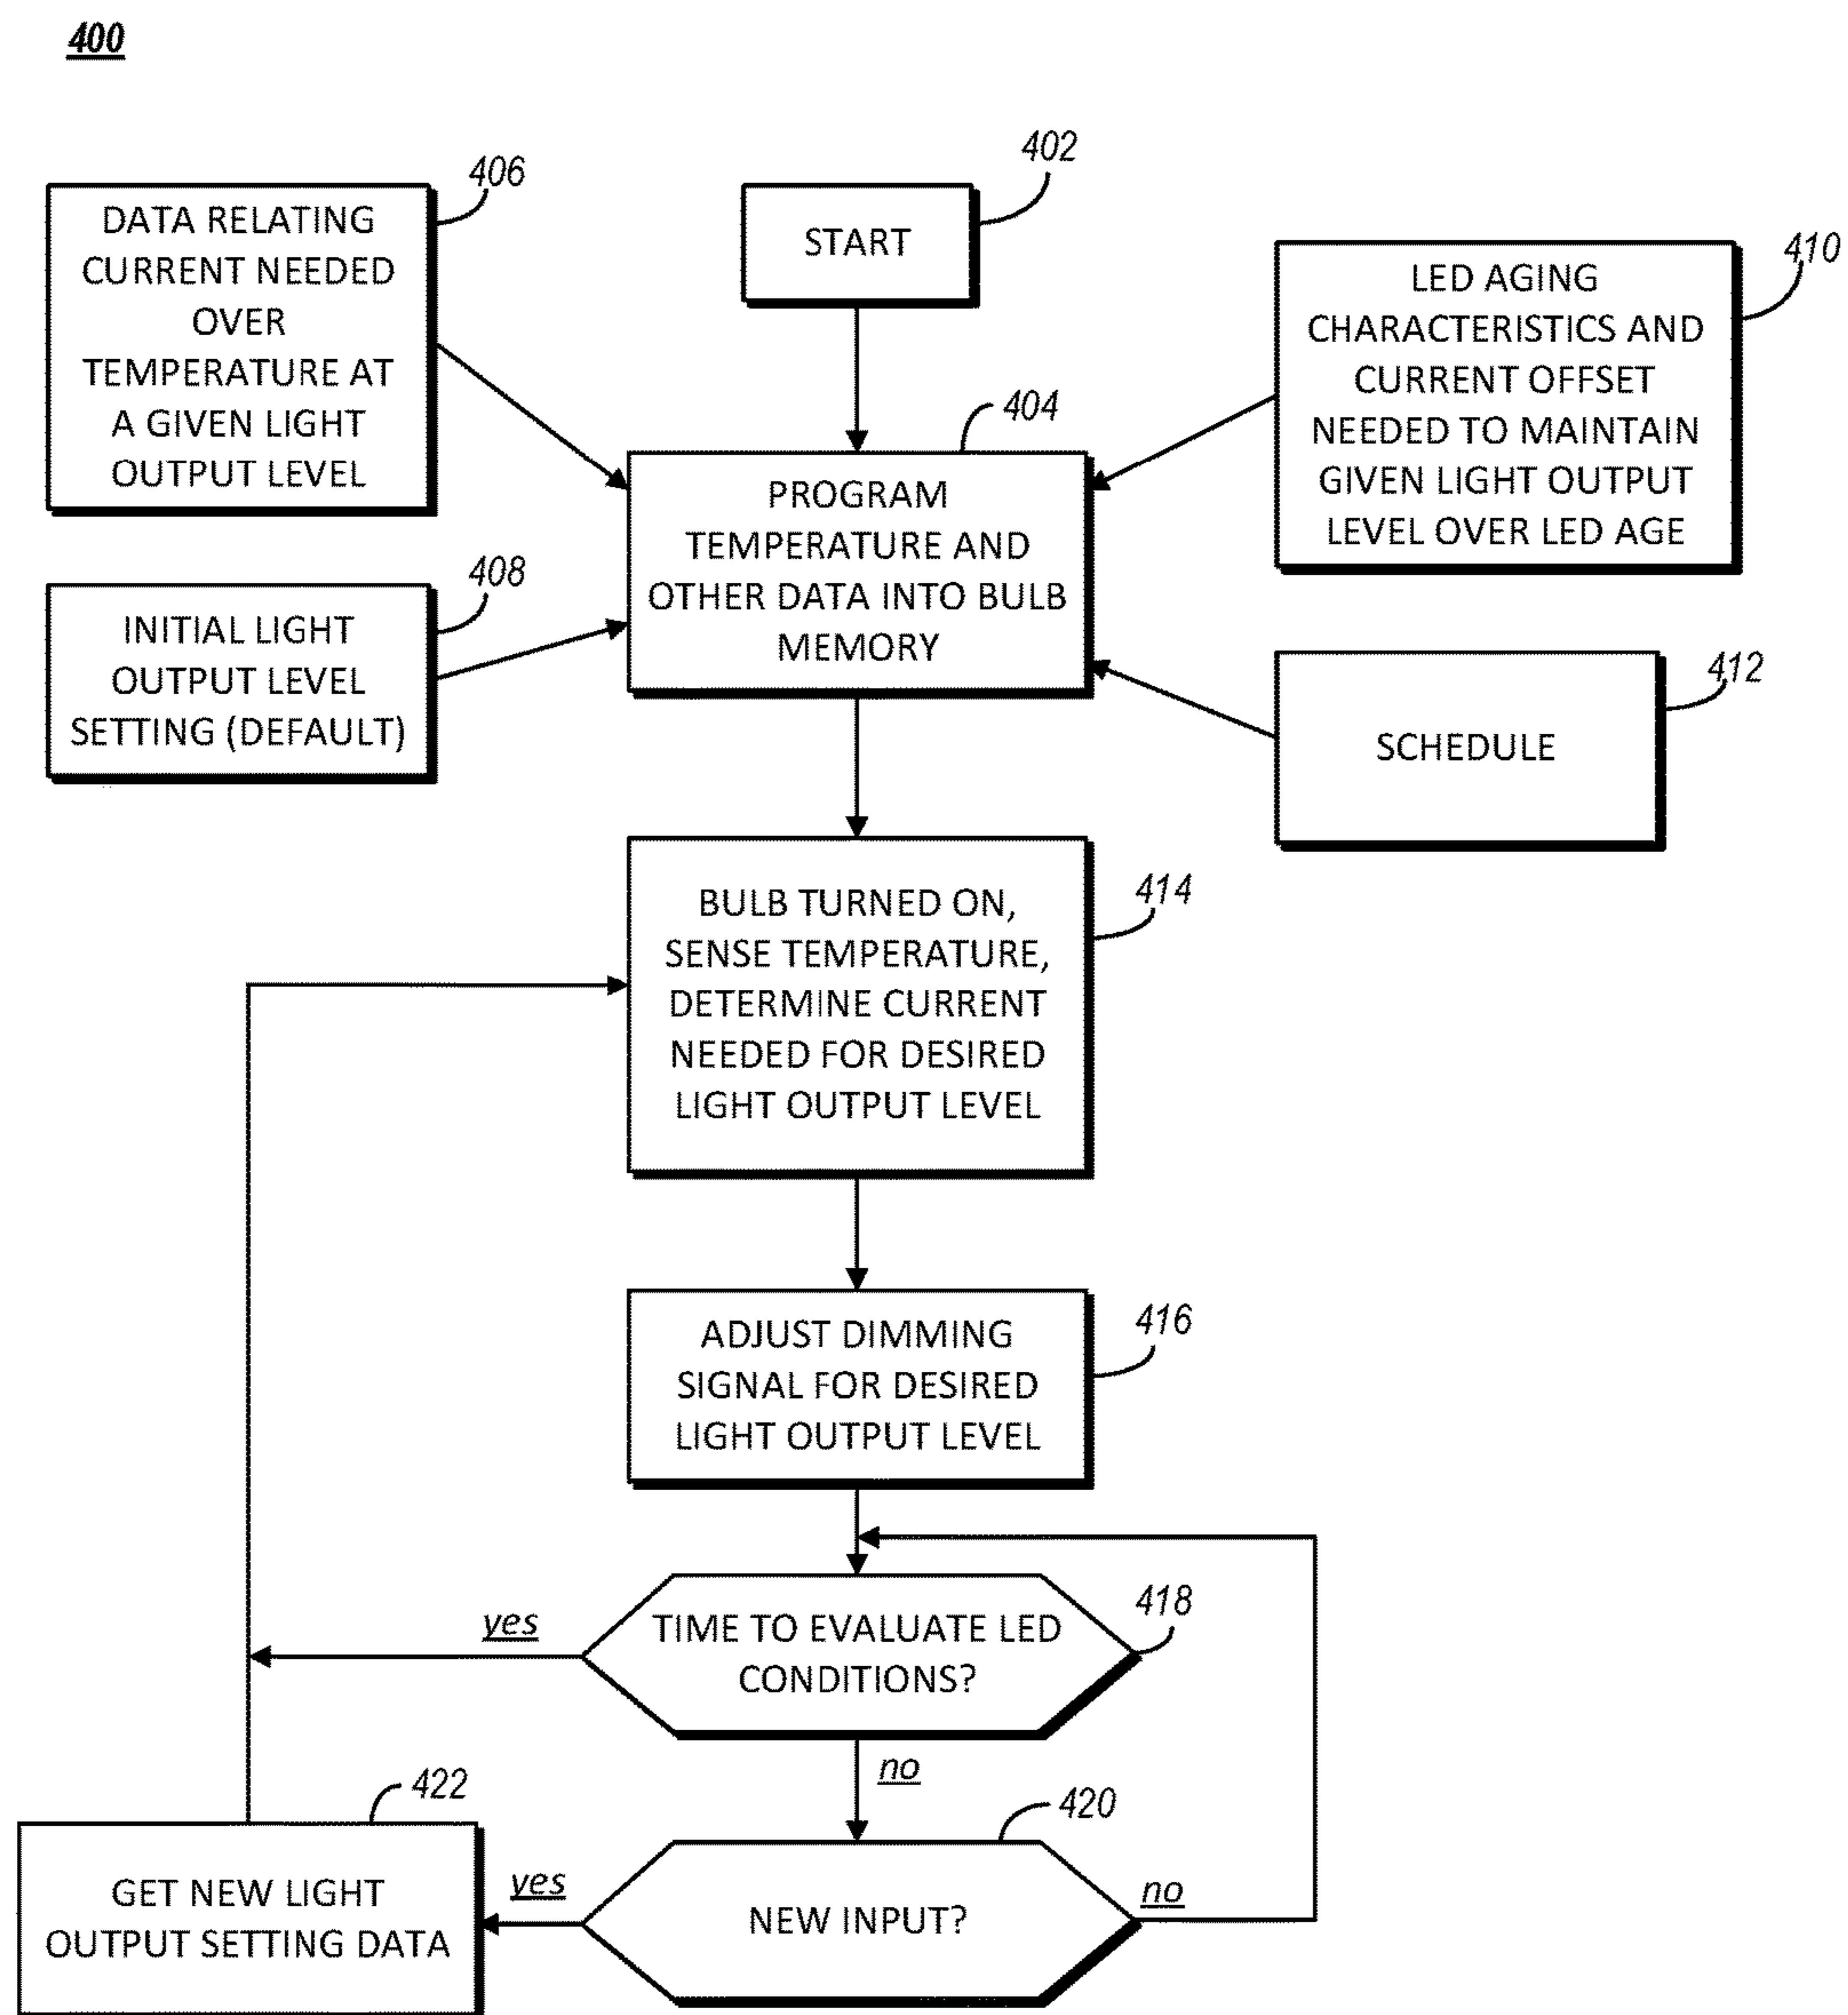 400
402
START
406
DATA RELATING
CURRENT NEEDED
OVER
TEMPERATURE AT
A GIVEN LIGHT
OUTPUT LEVEL
410
LED AGING
CHARACTERISTICS AND
CURRENT OFFSET
NEEDED TO MAINTAIN
GIVEN LIGHT OUTPUT
LEVEL OVER LED AGE
404
PROGRAM
TEMPERATURE AND
OTHER DATA INTO BULB
MEMORY
408
INITIAL LIGHT
OUTPUT LEVEL
SETTING (DEFAULT)
412
SCHEDULE
414
BULB TURNED ON,
SENSE TEMPERATURE,
DETERMINE CURRENT
NEEDED FOR DESIRED
LIGHT OUTPUT LEVEL
416
ADJUST DIMMING
SIGNAL FOR DESIRED
LIGHT OUTPUT LEVEL
418
yes
TIME TO EVALUATE LED
CONDITIONS?
no
422
420
GET NEW LIGHT
OUTPUT SETTING DATA
yes
NEW INPUT?
no